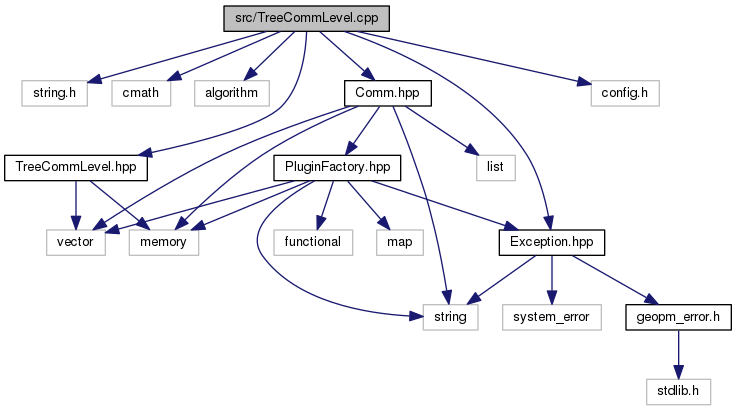 src/TreeCommLevel.cpp
string.h
cmath
algorithm
Comm.hpp
config.h
TreeCommLevel.hpp
PluginFactory.hpp
list
vector
memory
functional
map
Exception.hpp
string
system_error
geopm_error.h
stdlib.h